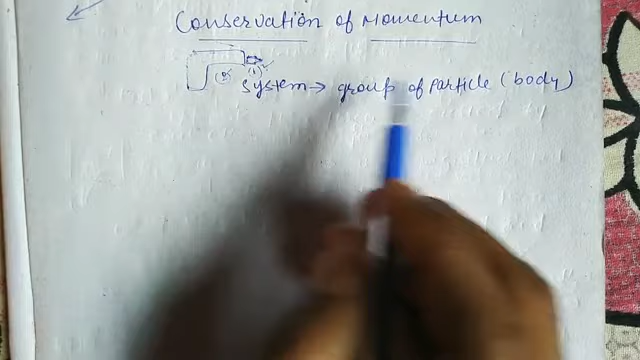 Conservation of Momentum
System → group of Particle (body)